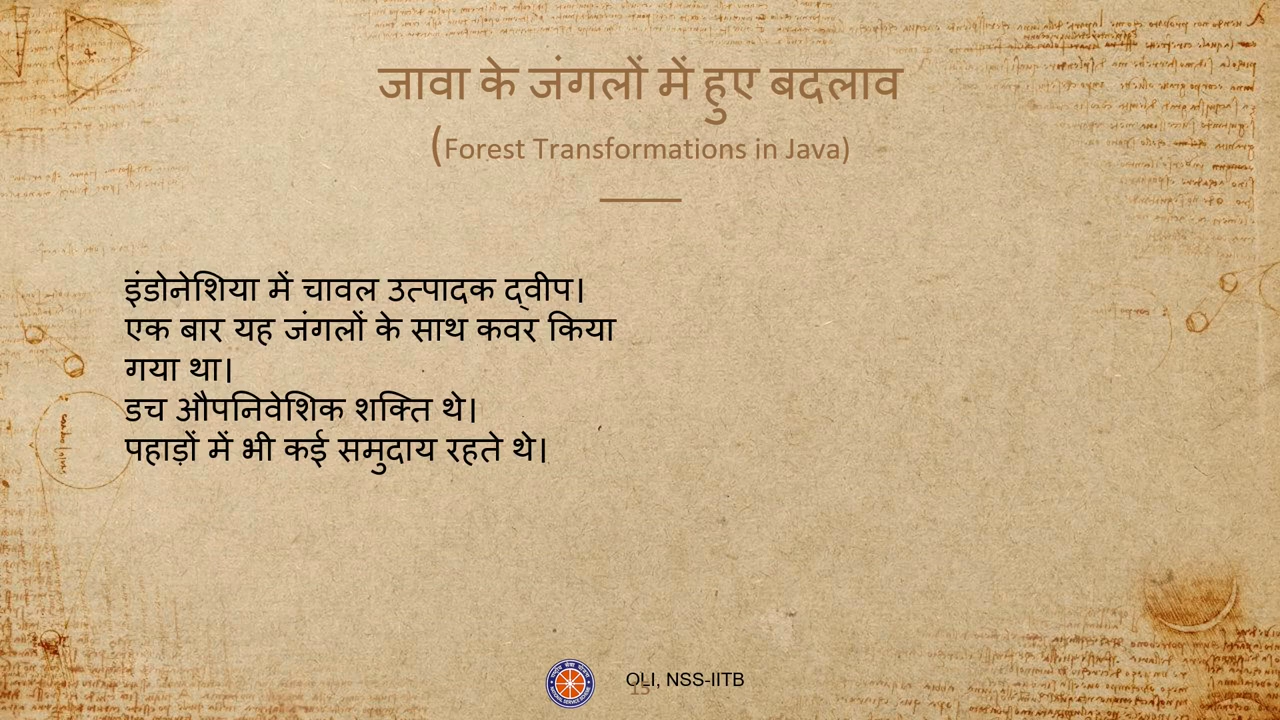 जावा के जंगलों में हुए बदलाव
(Forest Transformations in Java)
इंडोनेशिया में चावल उत्पादक द्वीप।
एक बार यह जंगलों के साथ कवर किया
गया था।
डच औपनिवेशिक शक्ति थे।
पहाड़ों में भी कई समुदाय रहते थे।
OLI, NSS-IITB
15